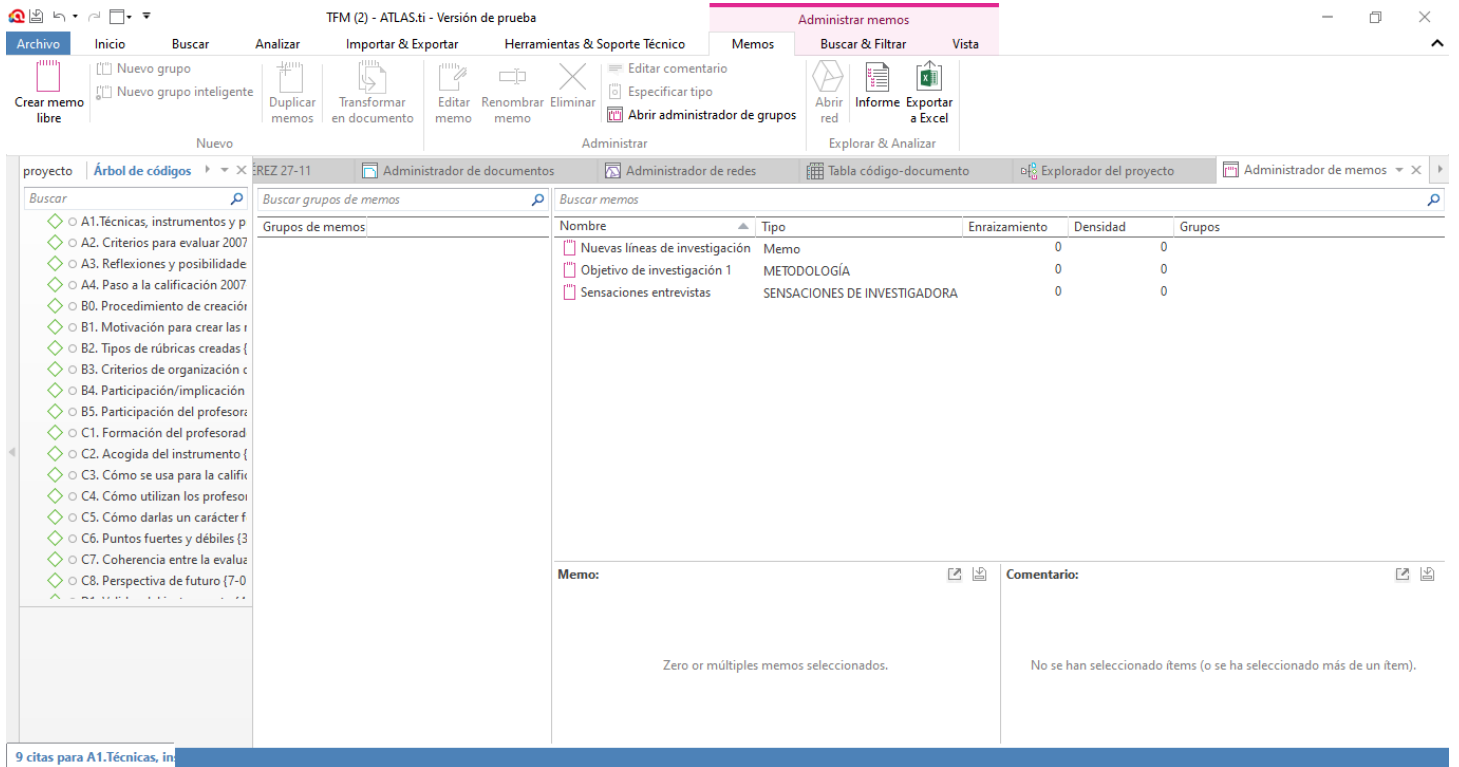 TFM (2) - ATLAS.ti - Versión de prueba
Administrar memos
Archivo Inicio Buscar Analizar Importar & Exportar Herramientas & Soporte Técnico Memos Buscar & Filtrar Vista
Crear memo libre
Nuevo grupo
Nuevo grupo inteligente
Duplicar memos
Transformar en documento
Editar memo
Renombrar memo
Eliminar
Editar comentario
Especificar tipo
Abrir administrador de grupos
Abrir red
Informe
Exportar a Excel
Nuevo
Administrar
Explorar & Analizar
proyecto Árbol de códigos ÉREZ 27-11 Administrador de documentos Administrador de redes Tabla código-documento Explorador del proyecto Administrador de memos
Buscar
Buscar grupos de memos
Buscar memos
A1.Técnicas, instrumentos y p
A2. Criterios para evaluar 2007
A3. Reflexiones y posibilidade
A4. Paso a la calificación 2007
B0. Procedimiento de creación
B1. Motivación para crear las r
B2. Tipos de rúbricas creadas {
B3. Criterios de organización d
B4. Participación/implicación
B5. Participación del profesora
C1. Formación del profesorad
C2. Acogida del instrumento {
C3. Cómo se usa para la califi
C4. Cómo utilizan los profesor
C5. Cómo darlas un carácter f
C6. Puntos fuertes y débiles {3
C7. Coherencia entre la evalua
C8. Perspectiva de futuro {7-0
Grupos de memos
Nombre Tipo Enraizamiento Densidad Grupos
Nuevas líneas de investigación Memo 0 0
Objetivo de investigación 1 METODOLOGÍA 0 0
Sensaciones entrevistas SENSACIONES DE INVESTIGADORA 0 0
Memo:
Comentario:
Zero or múltiples memos seleccionados.
No se han seleccionado ítems (o se ha seleccionado más de un ítem).
9 citas para A1.Técnicas, in